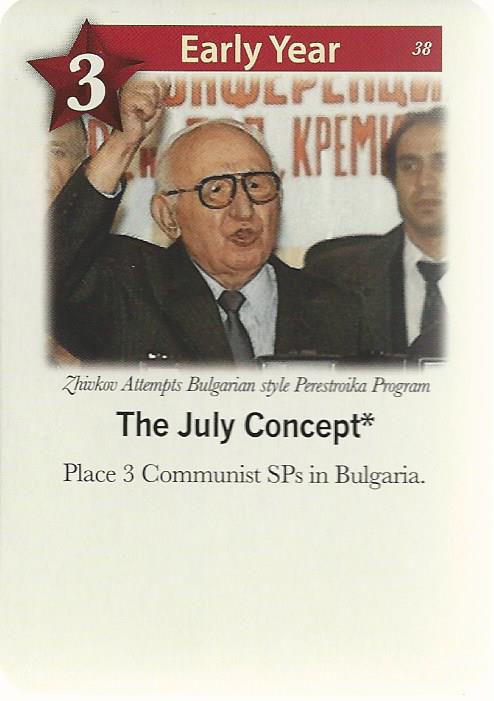 3
Early Year
38
КРЕМИ
Zhivkov Attempts Bulgarian style Perestroika Program
The July Concept*
Place 3 Communist SPs in Bulgaria.